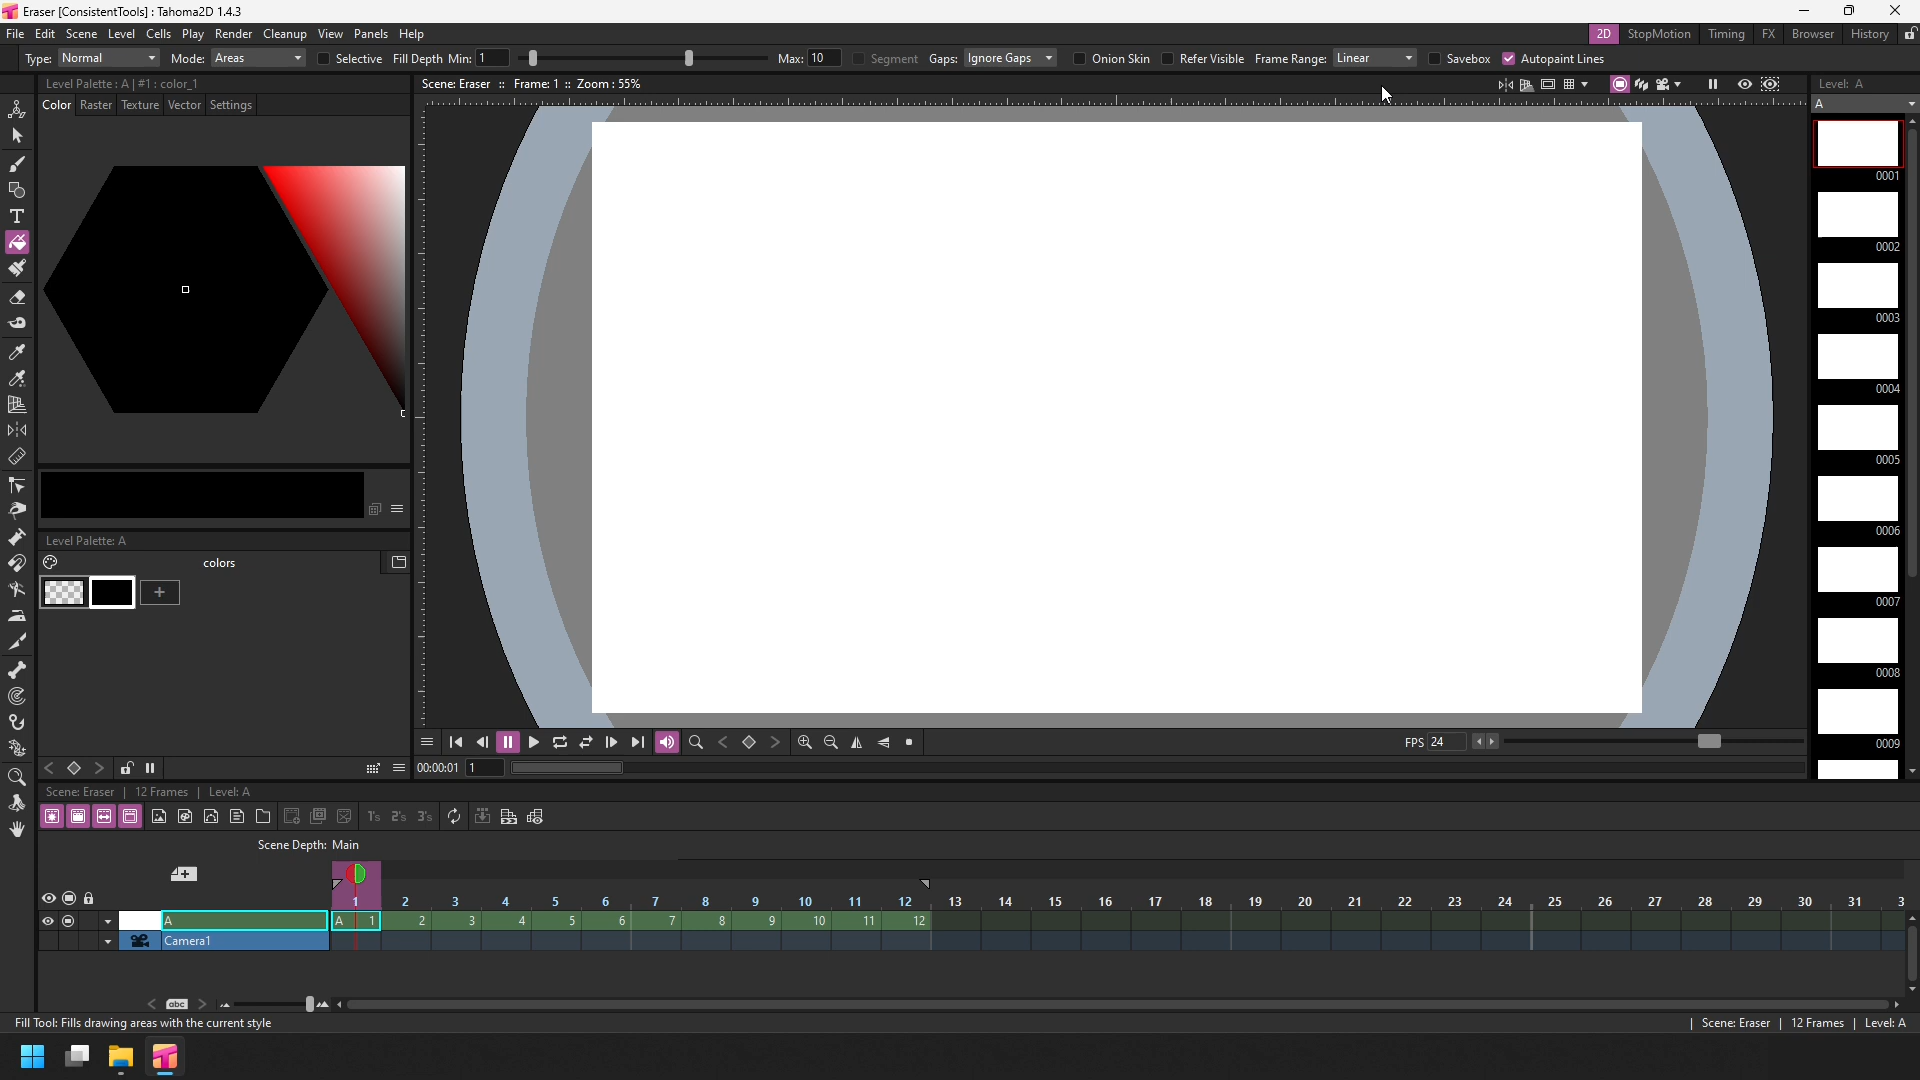 Eraser [ConsistentTools] : Tahoma2D 1.4.3
File Edit Scene Level Cells Play Render Cleanup View Panels Help 2D StopMotion Timing FX Browser History
Type: Normal Mode: Areas Selective Fill Depth Min: 1 Max: 10 Segment Gaps: Ignore Gaps Onion Skin Refer Visible Frame Range: Linear Savebox Autopaint Lines
Level Palette: A | #1 : color_1
Scene: Eraser :: Frame: 1 :: Zoom : 55%
Level: A
Color Raster Texture Vector Settings
A
0001
0002
0003
0004
0005
0006
0007
0008
0009
Level Palette: A
colors
+
FPS 24
00:00:01 1
Scene: Eraser | 12 Frames | Level: A
1's 2's 3's
Scene Depth: Main
1 2 3 4 5 6 7 8 9 10 11 12 13 14 15 16 17 18 19 20 21 22 23 24 25 26 27 28 29 30 31 3
A A 1 2 3 4 5 6 7 8 9 10 11 12
Camera1
abc
Fill Tool: Fills drawing areas with the current style
| Scene: Eraser | 12 Frames | Level: A